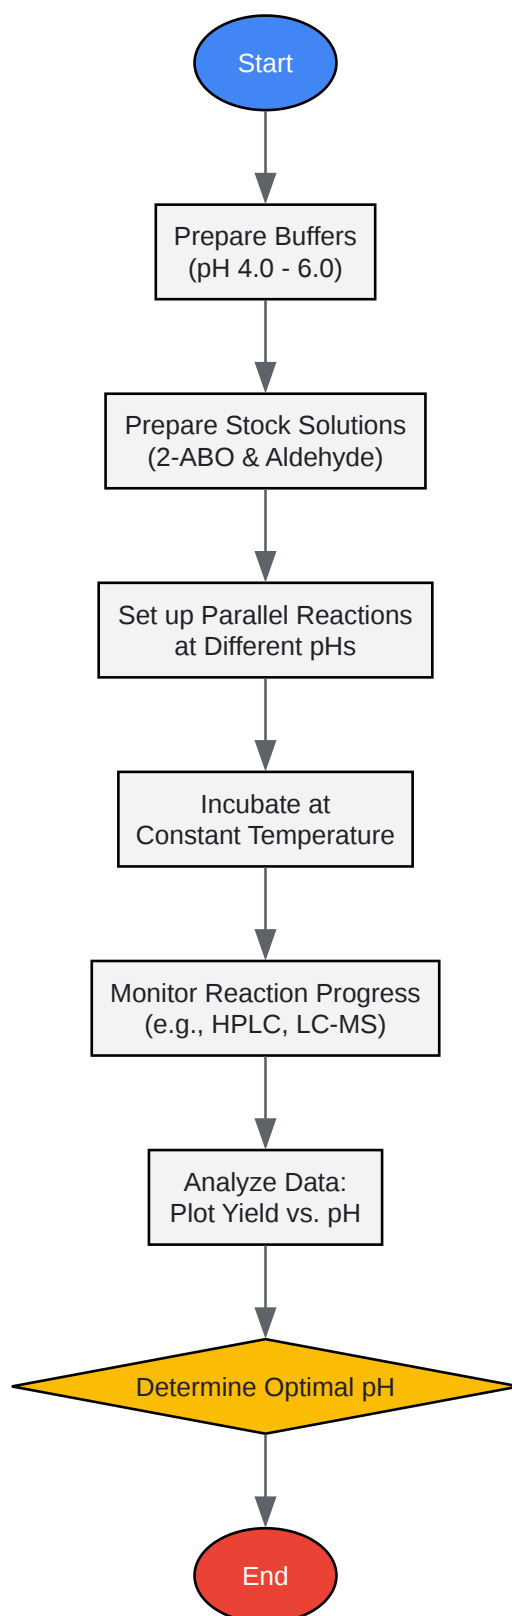 Start
Prepare Buffers
(pH 4.0 - 6.0)
Prepare Stock Solutions
(2-ABO & Aldehyde)
Set up Parallel Reactions
at Different pHs
Incubate at
Constant Temperature
Monitor Reaction Progress
(e.g., HPLC, LC-MS)
Analyze Data:
Plot Yield vs. pH
Determine Optimal pH
End